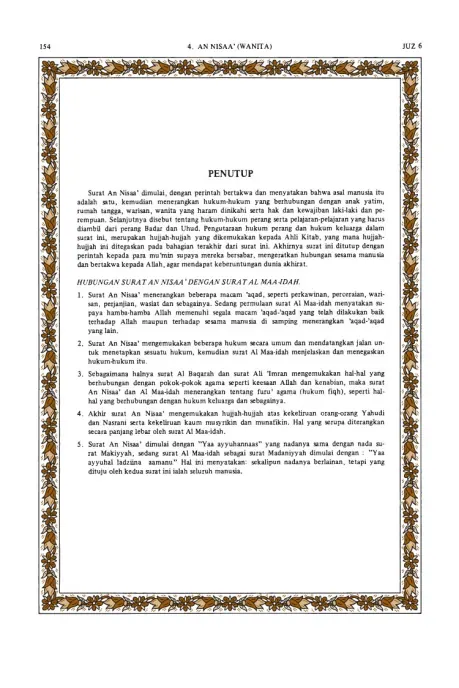 154 4. AN NISAA' (WANITA) JUZ 6
PENUTUP
Surat An Nisaa' dimulai, dengan perintah bertakwa dan menyatakan bahwa asal manusia itu
adalah satu, kemudian menerangkan hukum-hukum yang berhubungan dengan anak yatim,
rumah tangga, warisan, wanita yang haram dinikahi serta hak dan kewajiban laki-laki dan pe-
rempuan. Selanjutnya disebut tentang hukum-hukum perang serta pelajaran-pelajaran yang harus
diambil dari perang Badar dan Uhud. Pengutaraan hukum perang dan hukum keluarga dalam
surat ini, merupakan hujjah-hujjah yang dikemukakan kepada Ahli Kitab, yang mana hujjah-
hujjah ini ditegaskan pada bahagian terakhir dari surat ini. Akhirnya surat ini ditutup dengan
perintah kepada para mu'min supaya mereka bersabar, mengeratkan hubungan sesama manusia
dan bertakwa kepada Allah, agar mendapat keberuntungan dunia akhirat.
HUBUNGAN SURAT AN NISAA' DENGAN SURAT AL MAA-IDAH.
1. Surat An Nisaa' menerangkan beberapa macam 'aqad, seperti perkawinan, perceraian, wari-
san, perjanjian, wasiat dan sebagainya. Sedang permulaan surat Al Maa-idah menyatakan su-
paya hamba-hamba Allah memenuhi segala macam 'aqad-'aqad yang telah dilakukan baik
terhadap Allah maupun terhadap sesama manusia di samping menerangkan 'aqad-'aqad
yang lain.
2. Surat An Nisaa' mengemukakan beberapa hukum secara umum dan mendatangkan jalan un-
tuk menetapkan sesuatu hukum, kemudian surat Al Maa-idah menjelaskan dan menegaskan
hukum-hukum itu.
3. Sebagaimana halnya surat Al Baqarah dan surat Ali 'Imran mengemukakan hal-hal yang
berhubungan dengan pokok-pokok agama seperti keesaan Allah dan kenabian, maka surat
An Nisaa' dan Al Maa-idah menerangkan tentang furu' agama (hukum fiqh), seperti hal-
hal yang berhubungan dengan hukum keluarga dan sebagainya.
4. Akhir surat An Nisaa' mengemukakan hujjah-hujjah atas kekeliruan orang-orang Yahudi
dan Nasrani serta kekeliruan kaum musyrikin dan munafikin. Hal yang serupa diterangkan
secara panjang lebar oleh surat Al Maa-idah.
5. Surat An Nisaa' dimulai dengan "Yaa ayyuhannaas" yang nadanya sama dengan nada su-
rat Makiyyah, sedang surat Al Maa-idah sebagai surat Madaniyyah dimulai dengan : "Yaa
ayyuhal ladziina aamanu." Hal ini menyatakan: sekalipun nadanya berlainan, tetapi yang
dituju oleh kedua surat ini ialah seluruh manusia.